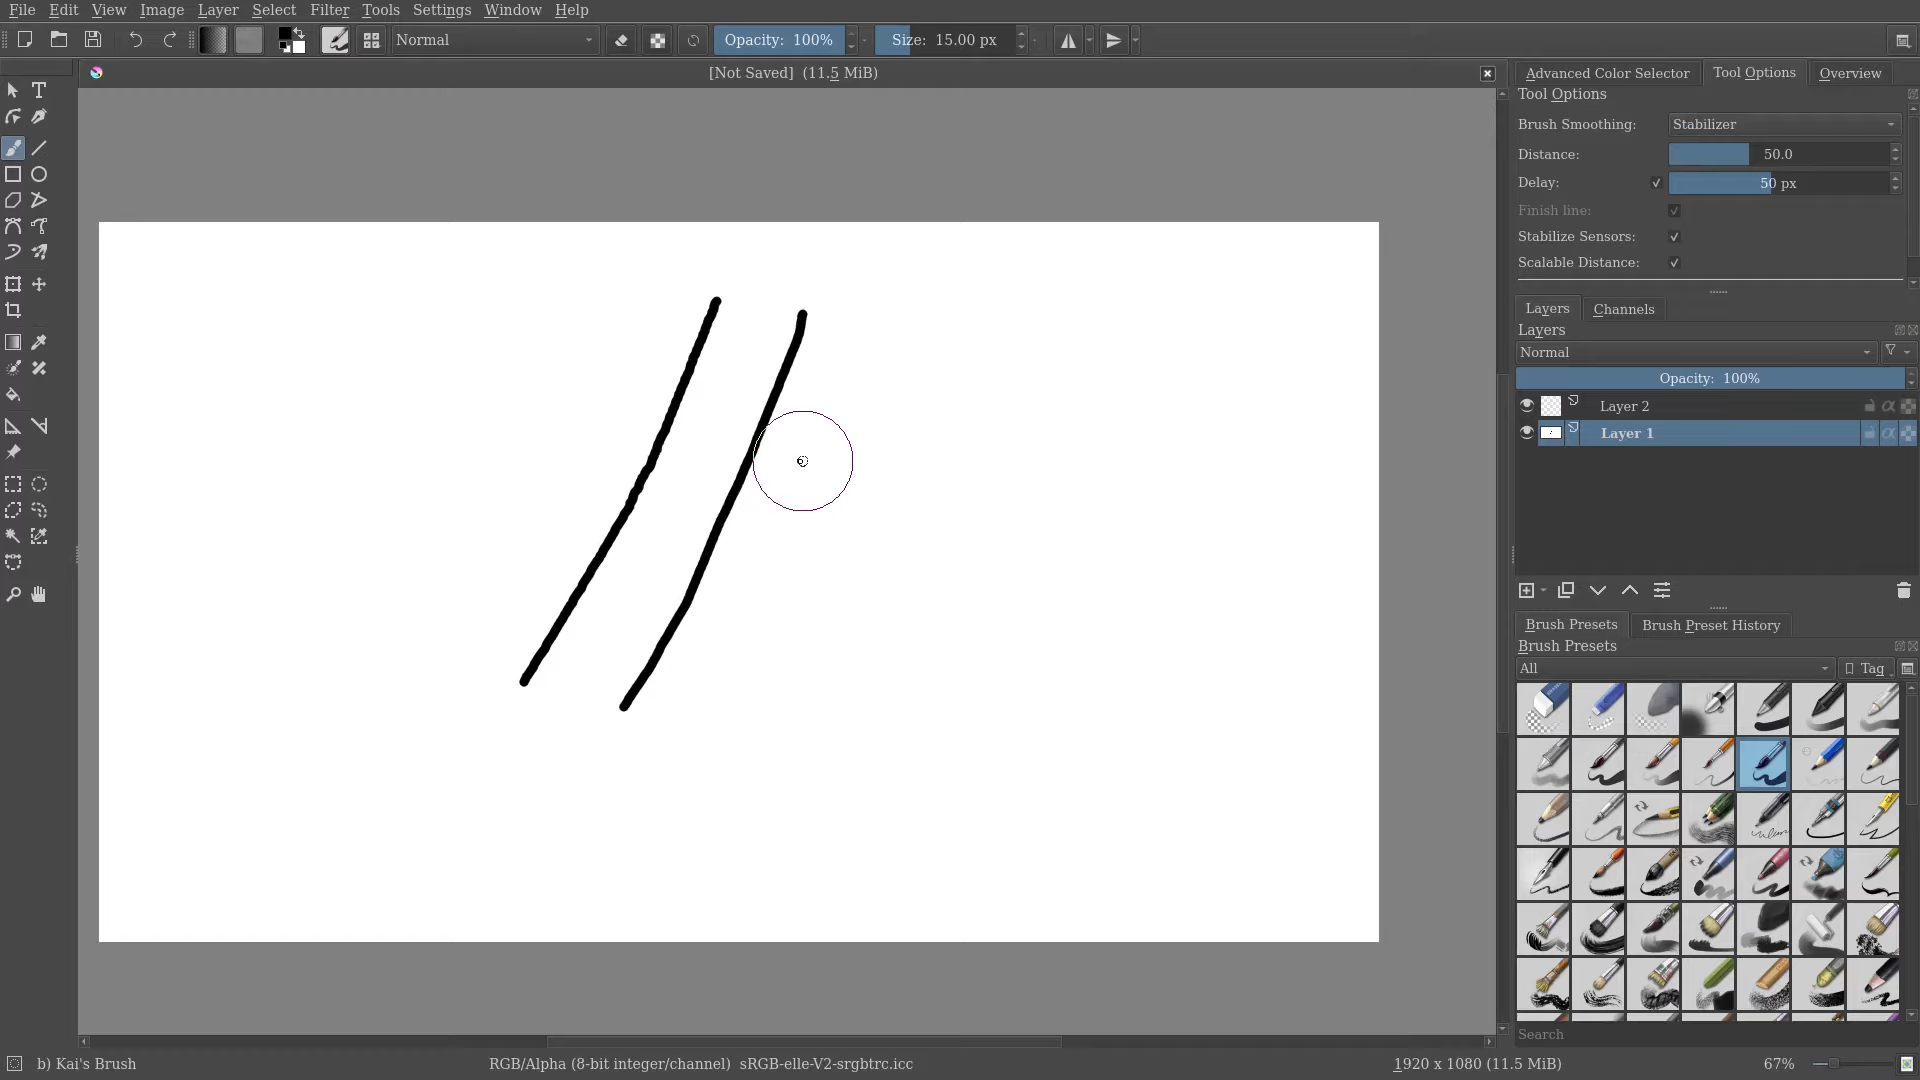 File Edit View Image Layer Select Filter Tools Settings Window Help
Normal Opacity: 100% Size: 15.00 px
[Not Saved] (11.5 MiB)
Advanced Color Selector Tool Options Overview
Tool Options
Brush Smoothing: Stabilizer
Distance: 50.0
Delay: 50 px
Finish line:
Stabilize Sensors:
Scalable Distance:
Layers Channels
Layers
Normal
Opacity: 100%
Layer 2
Layer 1
Brush Presets Brush Preset History
Brush Presets
All Tag
Search
b) Kai's Brush RGB/Alpha (8-bit integer/channel) sRGB-elle-V2-srgbtrc.icc 1920 x 1080 (11.5 MiB) 67%